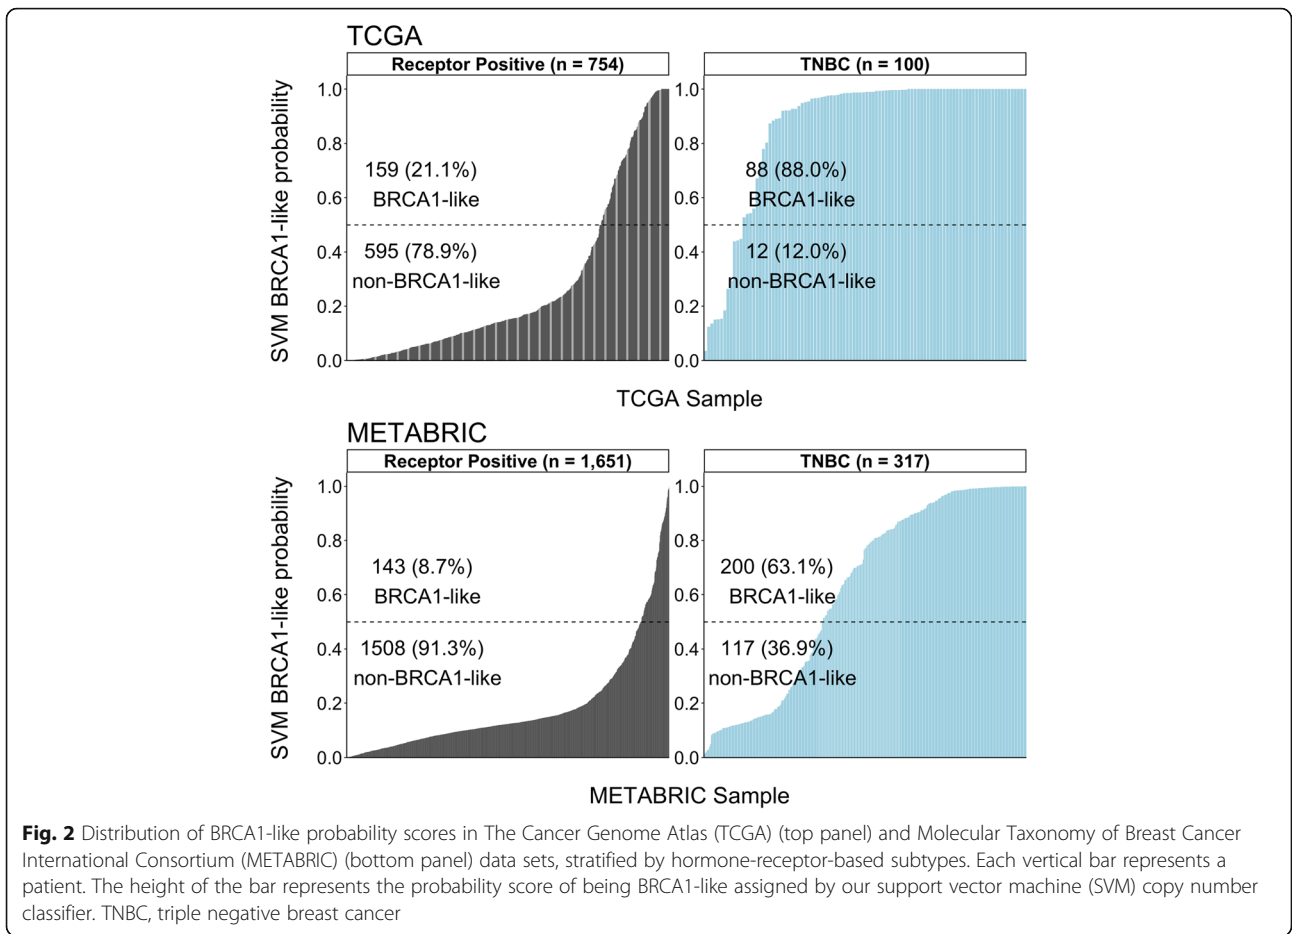 TCGA
Receptor Positive (n = 754)
TNBC (n = 100)
SVM BRCA1-like probability
1.0
0.8
0.6
0.4
0.2
0.0
159 (21.1%)
BRCA1-like
595 (78.9%)
non-BRCA1-like
1.0
0.8
0.6
0.4
0.2
0.0
88 (88.0%)
BRCA1-like
12 (12.0%)
non-BRCA1-like
TCGA Sample
METABRIC
Receptor Positive (n = 1,651)
TNBC (n = 317)
SVM BRCA1-like probability
1.0
0.8
0.6
0.4
0.2
0.0
143 (8.7%)
BRCA1-like
1508 (91.3%)
non-BRCA1-like
1.0
0.8
0.6
0.4
0.2
0.0
200 (63.1%)
BRCA1-like
117 (36.9%)
non-BRCA1-like
METABRIC Sample
Fig. 2 Distribution of BRCA1-like probability scores in The Cancer Genome Atlas (TCGA) (top panel) and Molecular Taxonomy of Breast Cancer
International Consortium (METABRIC) (bottom panel) data sets, stratified by hormone-receptor-based subtypes. Each vertical bar represents a
patient. The height of the bar represents the probability score of being BRCA1-like assigned by our support vector machine (SVM) copy number
classifier. TNBC, triple negative breast cancer